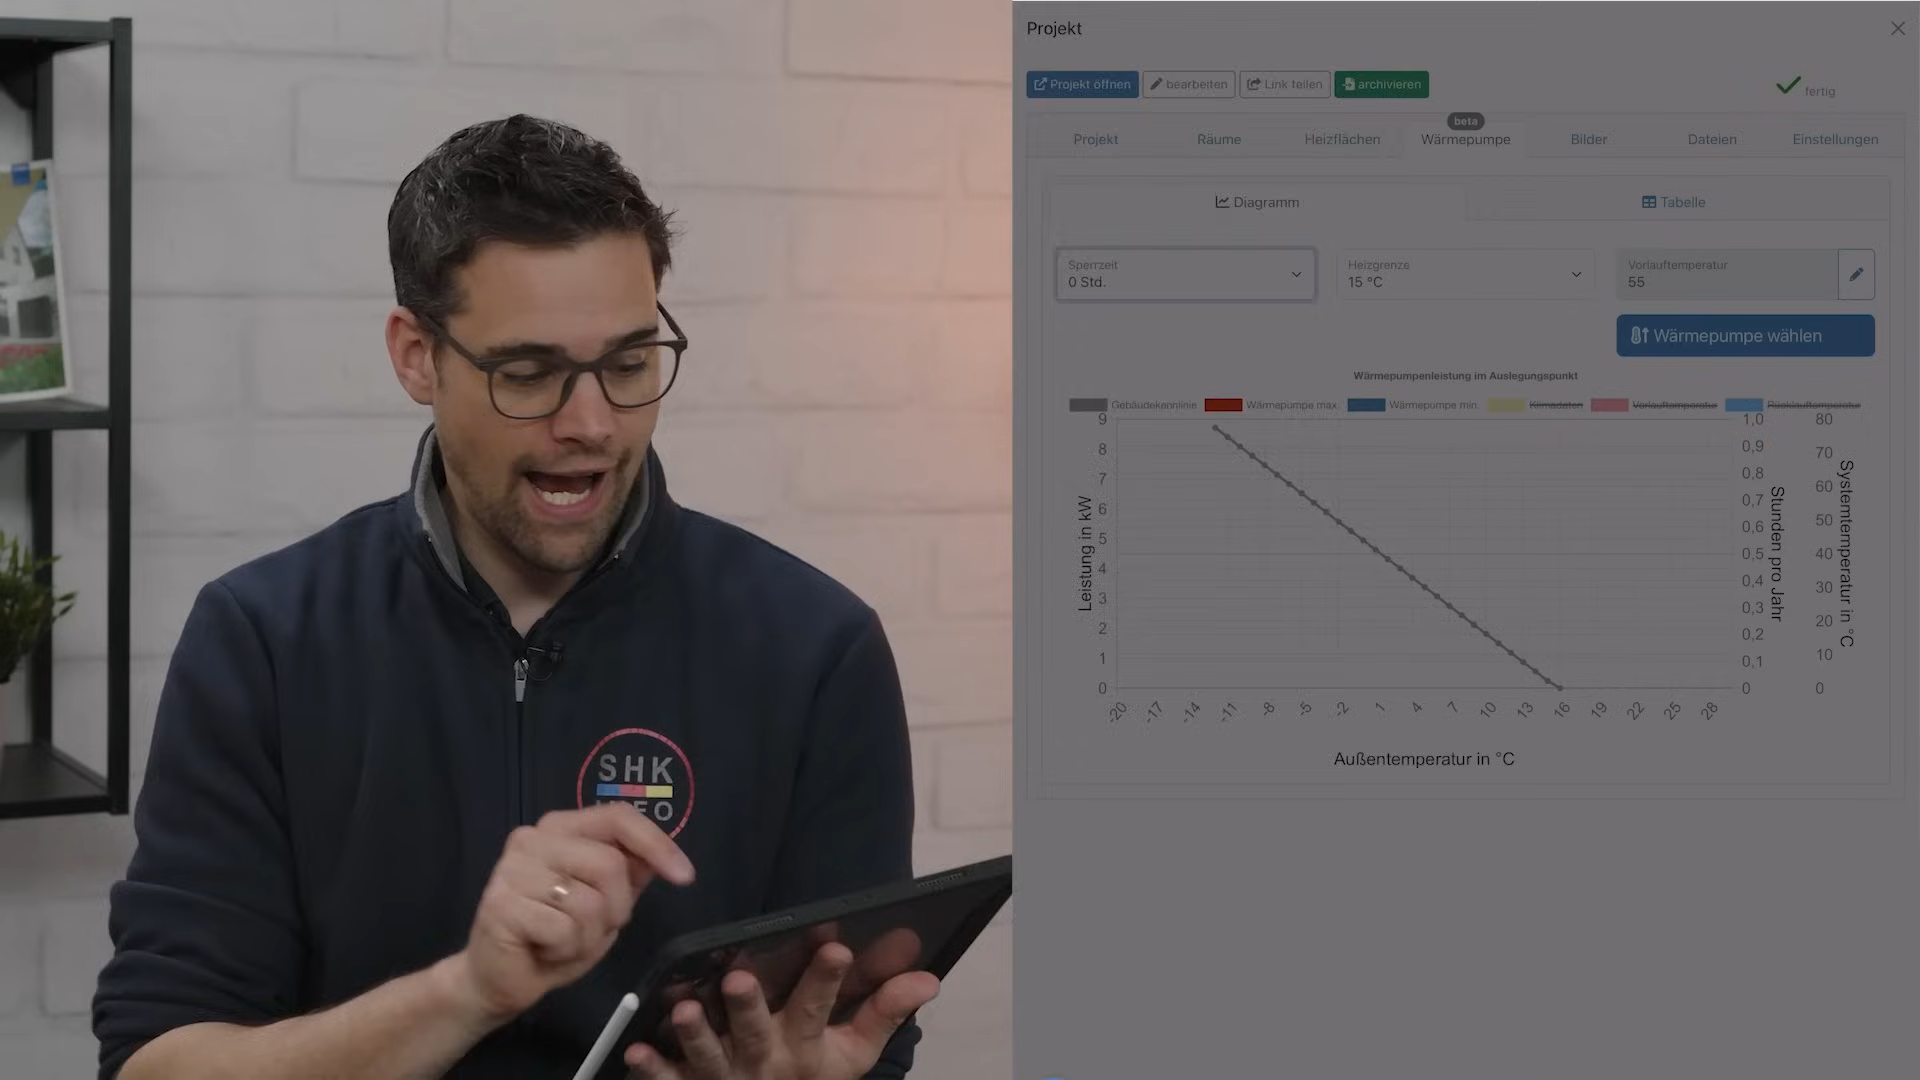 Projekt
Projekt öffnen
bearbeiten
Link teilen
archivieren
fertig
beta
Projekt
Räume
Heizflächen
Wärmepumpe
Bilder
Dateien
Einstellungen
Diagramm
Tabelle
Sperrzeit
0 Std.
Heizgrenze
15 °C
Vorlauftemperatur
55
Wärmepumpe wählen
Wärmepumpenleistung im Auslegungspunkt
Gebäudekennlinie
Wärmepumpe max.
Wärmepumpe min.
Klimadaten
Vorlauftemperatur
Rücklauftemperatur
9
8
7
6
5
4
3
2
1
0
Leistung in kW
1,0
0,9
0,8
0,7
0,6
0,5
0,4
0,3
0,2
0,1
0
Stunden pro Jahr
80
70
60
50
40
30
20
10
0
Systemtemperatur in °C
-20 -17 -14 -11 -8 -5 -2 1 4 7 10 13 16 19 22 25 28
Außentemperatur in °C
SHK